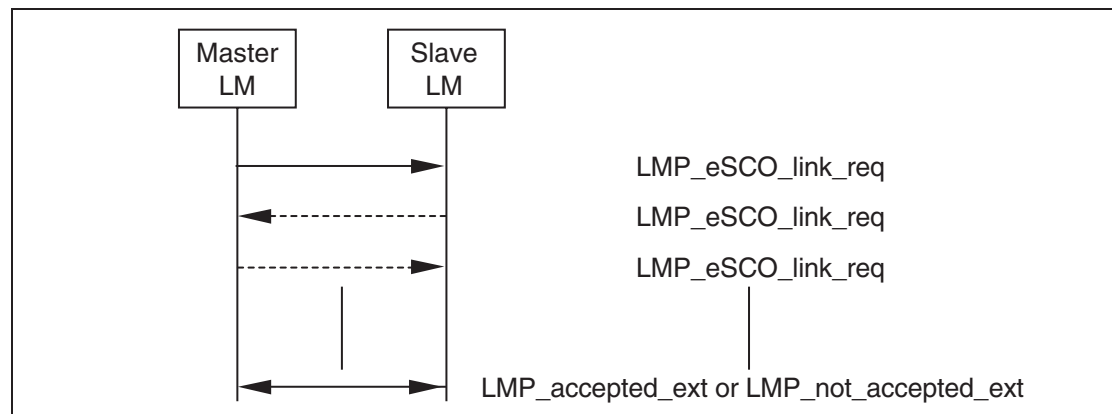 Master
LM
Slave
LM
LMP_eSCO_link_req
LMP_eSCO_link_req
LMP_eSCO_link_req
LMP_accepted_ext or LMP_not_accepted_ext